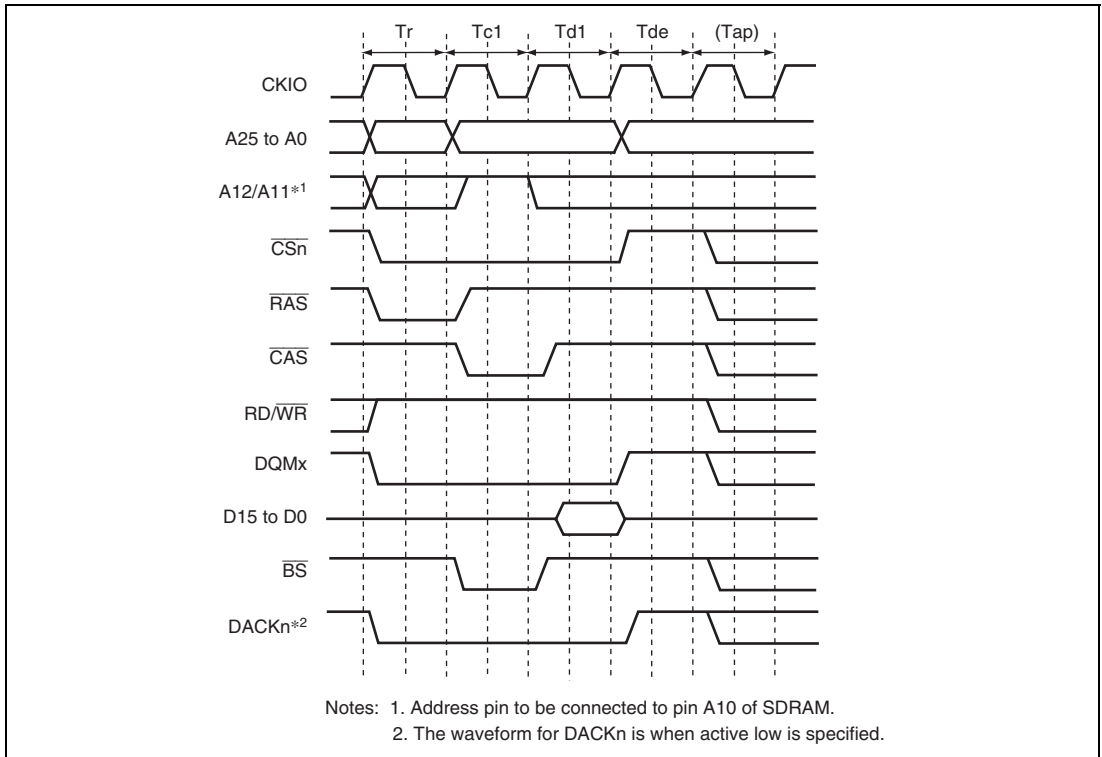 Tr Tc1 Td1 Tde (Tap)
CKIO
A25 to A0
A12/A11*1
CSn
RAS
CAS
RD/WR
DQMx
D15 to D0
BS
DACKn*2
Notes: 1. Address pin to be connected to pin A10 of SDRAM.
2. The waveform for DACKn is when active low is specified.